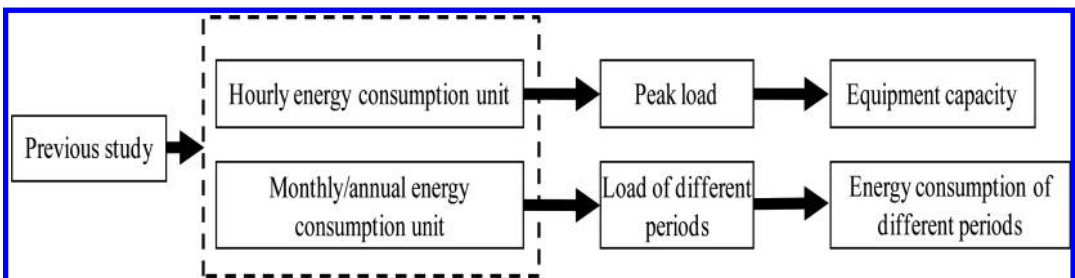 Previous study
Hourly energy consumption unit
Peak load
Equipment capacity
Monthly/annual energy
consumption unit
Load of different
periods
Energy consumption of
different periods